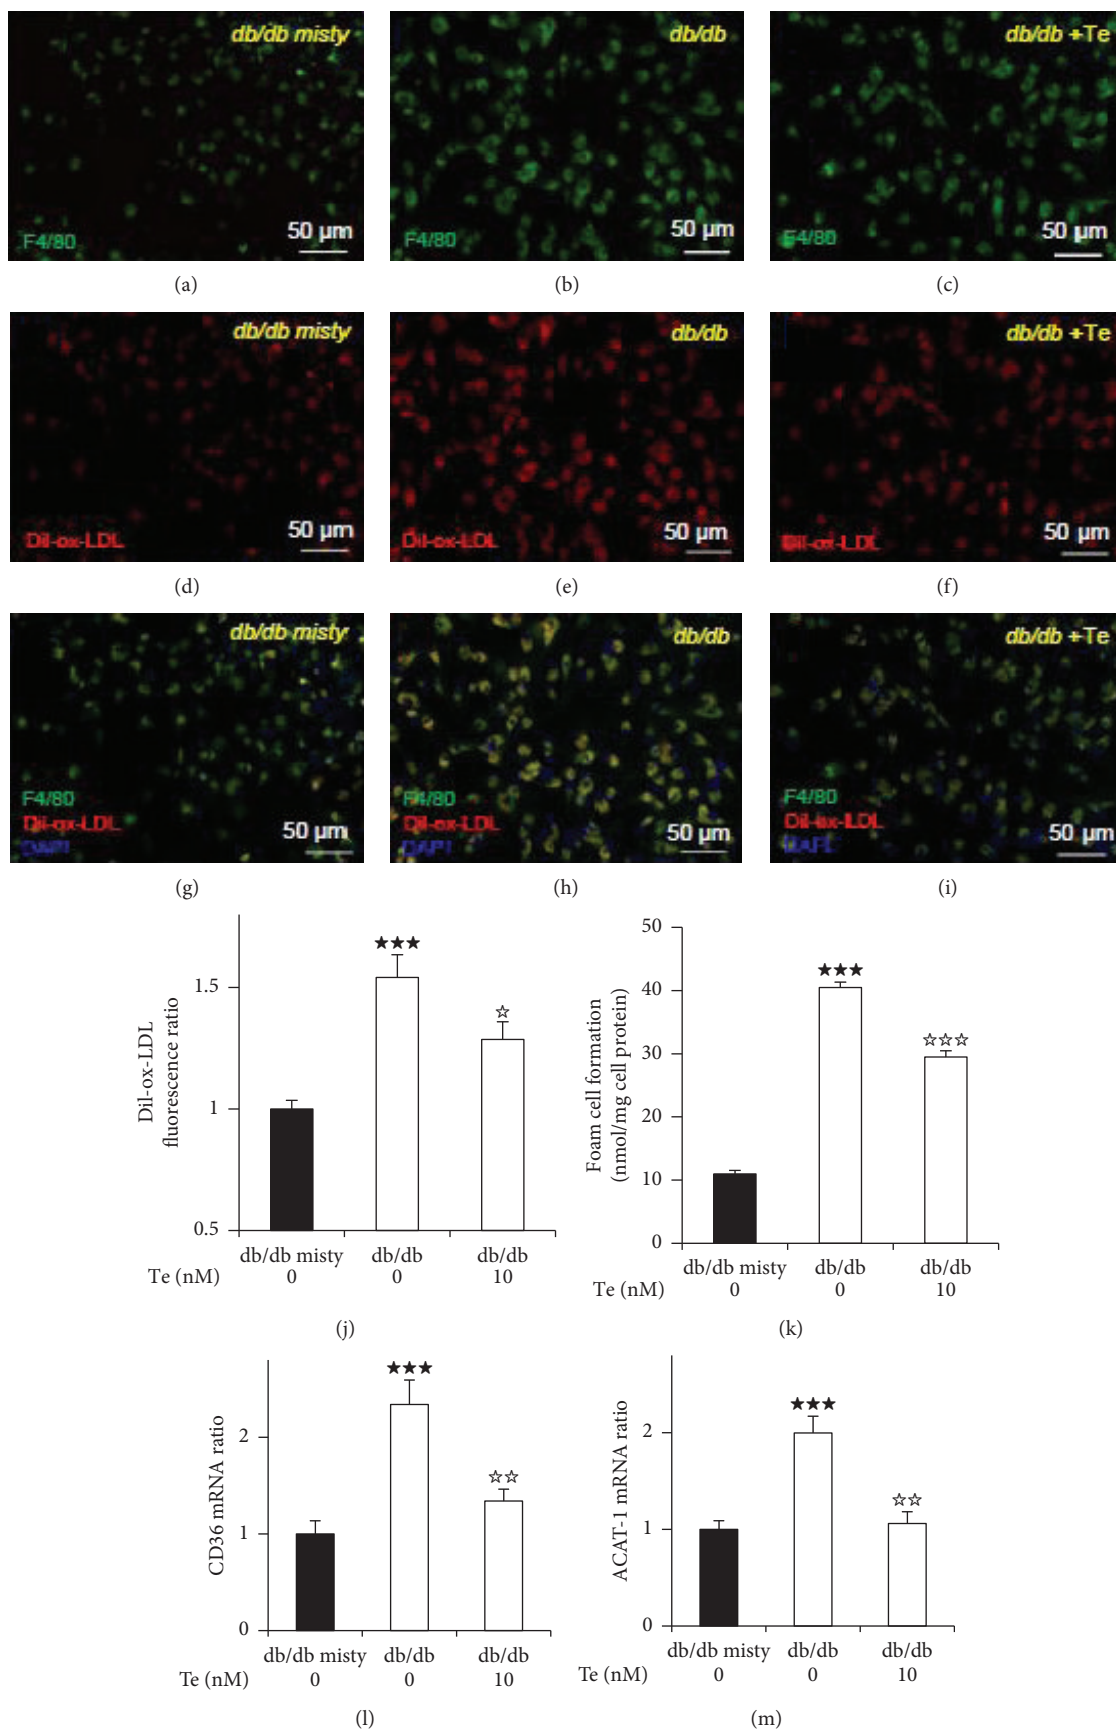 db/db misty
F4/80
50 μm
db/db
F4/80
50 μm
db/db +Te
F4/80
50 μm
(a)
(b)
(c)
db/db misty
Dil-ox-LDL
50 μm
db/db
Dil-ox-LDL
50 μm
db/db +Te
Dil-ox-LDL
50 μm
(d)
(e)
(f)
db/db misty
F4/80
Dil-ox-LDL
DAPI
50 μm
db/db
F4/80
Dil-ox-LDL
DAPI
50 μm
db/db +Te
F4/80
Dil-ox-LDL
DAPI
50 μm
(g)
(h)
(i)
Dil-ox-LDL
fluorescence ratio
1.5
1
0.5
★★★
☆
db/db misty db/db db/db
Te (nM) 0 0 10
(j)
Foam cell formation
(nmol/mg cell protein)
50
40
30
20
10
0
★★★
☆☆☆
db/db misty db/db db/db
Te (nM) 0 0 10
(k)
CD36 mRNA ratio
2
1
0
★★★
☆☆
db/db misty db/db db/db
Te (nM) 0 0 10
(l)
ACAT-1 mRNA ratio
2
1
0
★★★
☆☆
db/db misty db/db db/db
Te (nM) 0 0 10
(m)